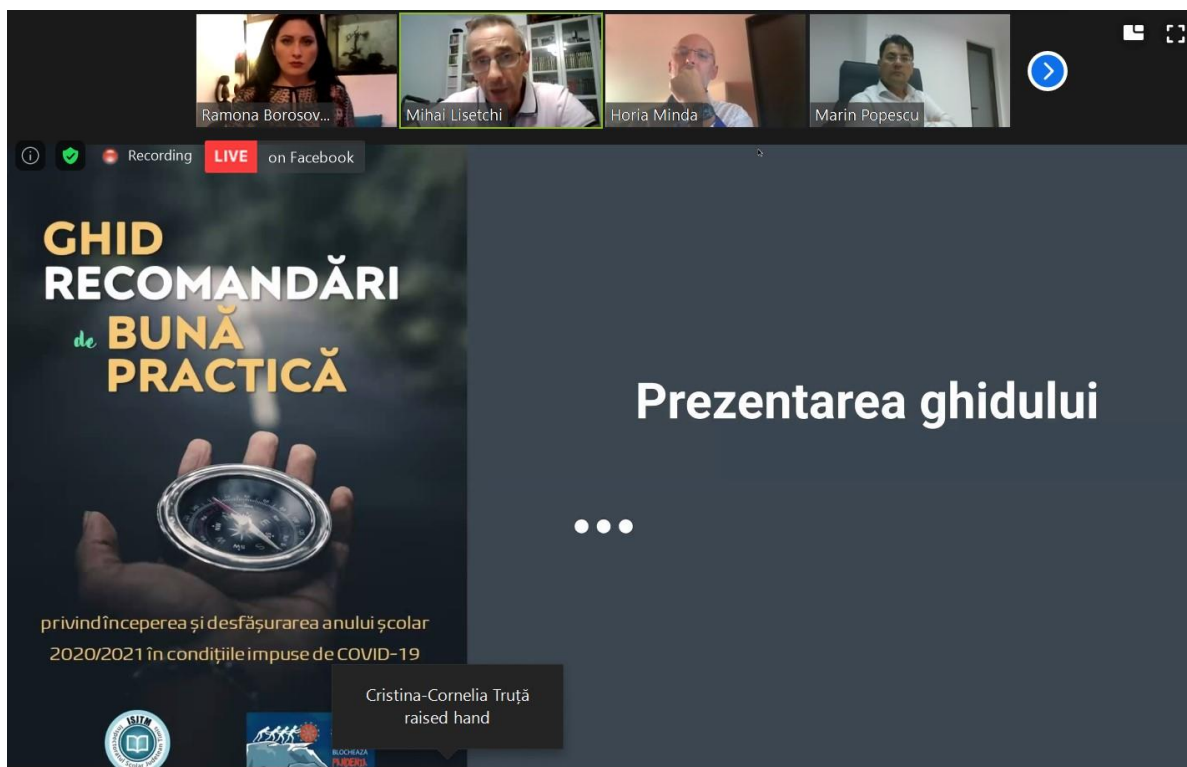 Ramona Borosov...
Mihai Lisetchi
Horia Minda
Marin Popescu
Recording
LIVE
on Facebook
GHID
RECOMANDĂRI
de BUNĂ
PRACTICĂ
Prezentarea ghidului
privind începerea și desfășurarea anului școlar
2020/2021 în condițiile impuse de COVID-19
Cristina-Cornelia Truță
raised hand
ISJTM
BLOCHEAZĂ